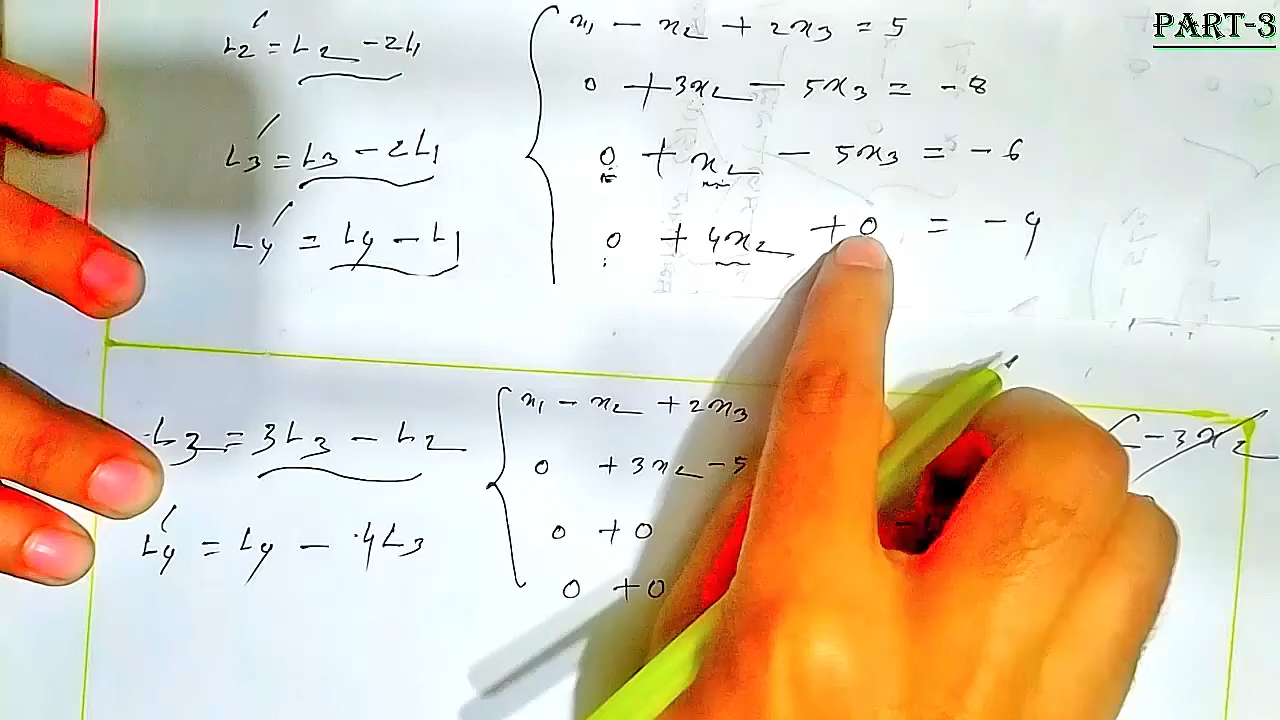 PART-3
L2' = L2 - 2L1
x1 - x2 + 2x3 = 5
0 + 3x2 - 5x3 = -8
L3' = L3 - 2L1
0 + x2 - 5x3 = -6
L4' = L4 - L1
0 + 4x2 + 0 = -4
L3 = 3L3 - L2
x1 - x2 + 2x3
0 + 3x2 - 5
L4' = L4 - 4L3
0 + 0
0 + 0
-3x2